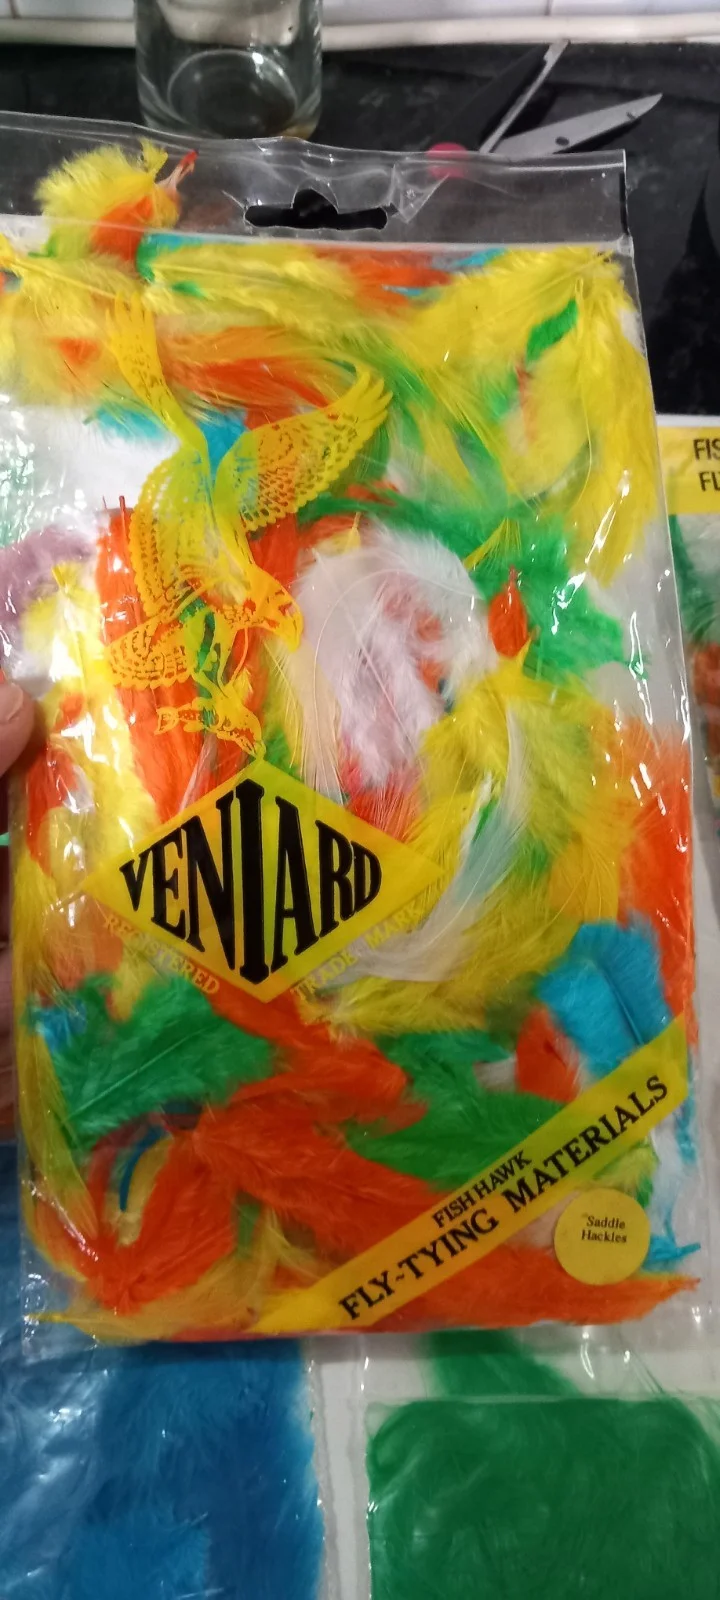 VENIARD
REGISTERED TRADE MARK
FISH HAWK
FLY~TYING MATERIALS
Saddle
Hackles